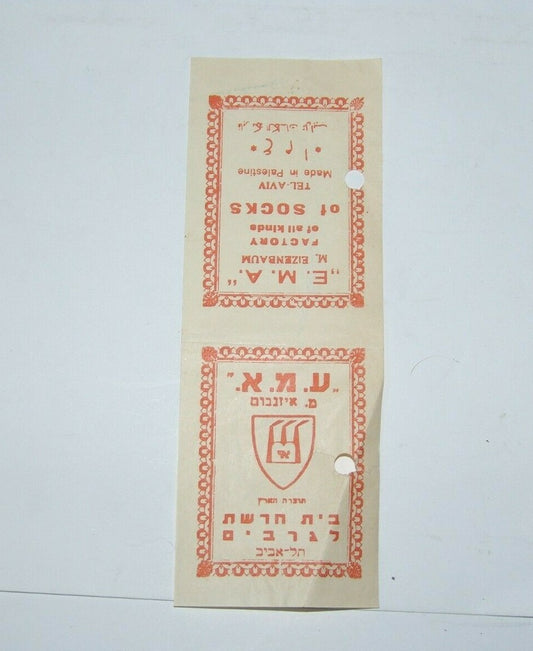 „E. M. A."
M. EIZENBAUM
FACTORY
of all kinds
of SOCKS
TEL-AVIV
Made in Palestine
„ע. מ. א."
מ. איזנבום
תוצרת הארץ
בית חרשת
לגרבים
תל-אביב